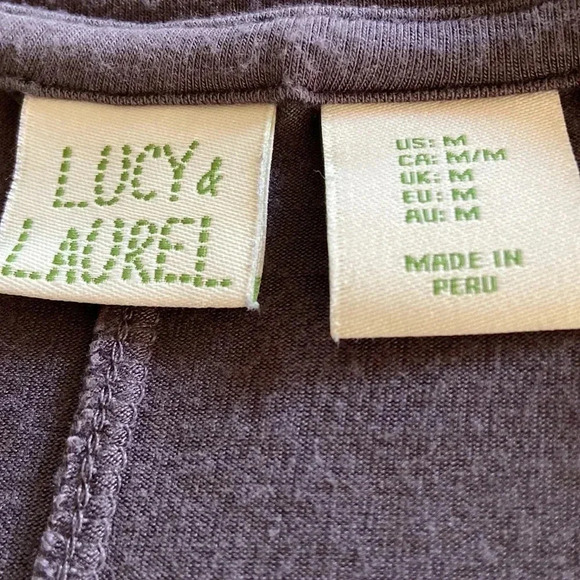 LUCY &
LAUREL
US: M
CA: M/M
UK: M
EU: M
AU: M
MADE IN
PERU